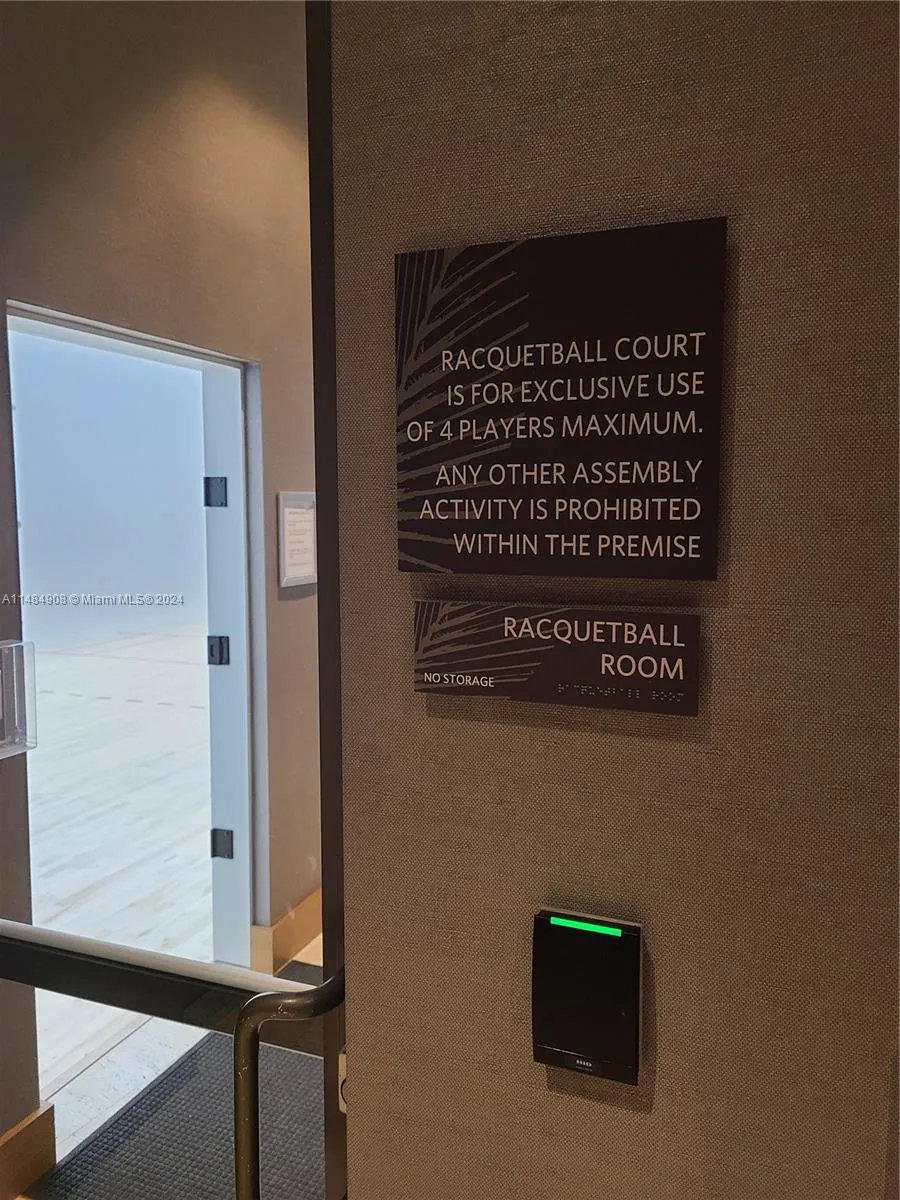 RACQUETBALL COURT
IS FOR EXCLUSIVE USE
OF 4 PLAYERS MAXIMUM.
ANY OTHER ASSEMBLY
ACTIVITY IS PROHIBITED
WITHIN THE PREMISE
A11484908 © Miami MLS© 2024
RACQUETBALL
ROOM
NO STORAGE